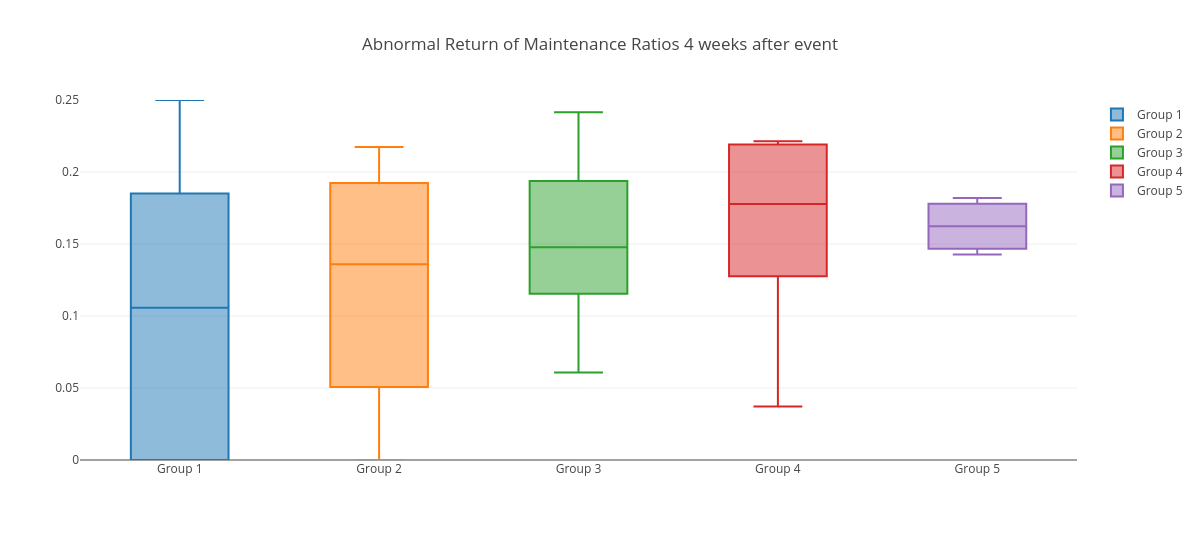 Abnormal Return of Maintenance Ratios 4 weeks after event
0.25
0.2
0.15
0.1
0.05
0
Group 1
Group 2
Group 3
Group 4
Group 5
Group 1
Group 2
Group 3
Group 4
Group 5